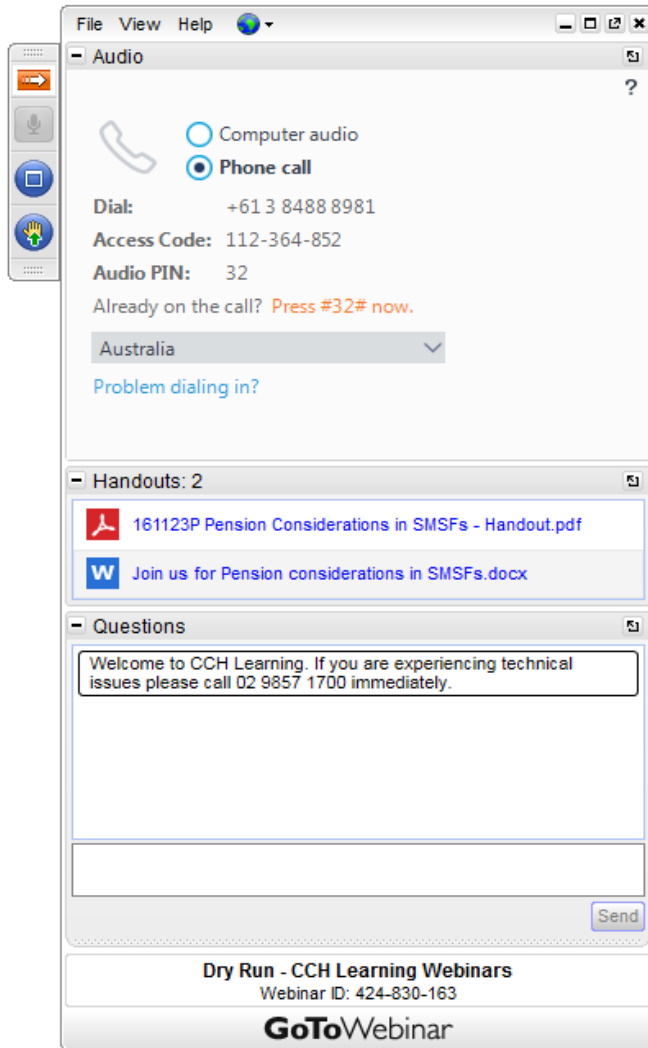 File View Help
Audio
?
Computer audio
Phone call
Dial: +61 3 8488 8981
Access Code: 112-364-852
Audio PIN: 32
Already on the call? Press #32# now.
Australia
Problem dialing in?
Handouts: 2
161123P Pension Considerations in SMSFs - Handout.pdf
W Join us for Pension considerations in SMSFs.docx
Questions
Welcome to CCH Learning. If you are experiencing technical
issues please call 02 9857 1700 immediately.
Send
Dry Run - CCH Learning Webinars
Webinar ID: 424-830-163
GoToWebinar